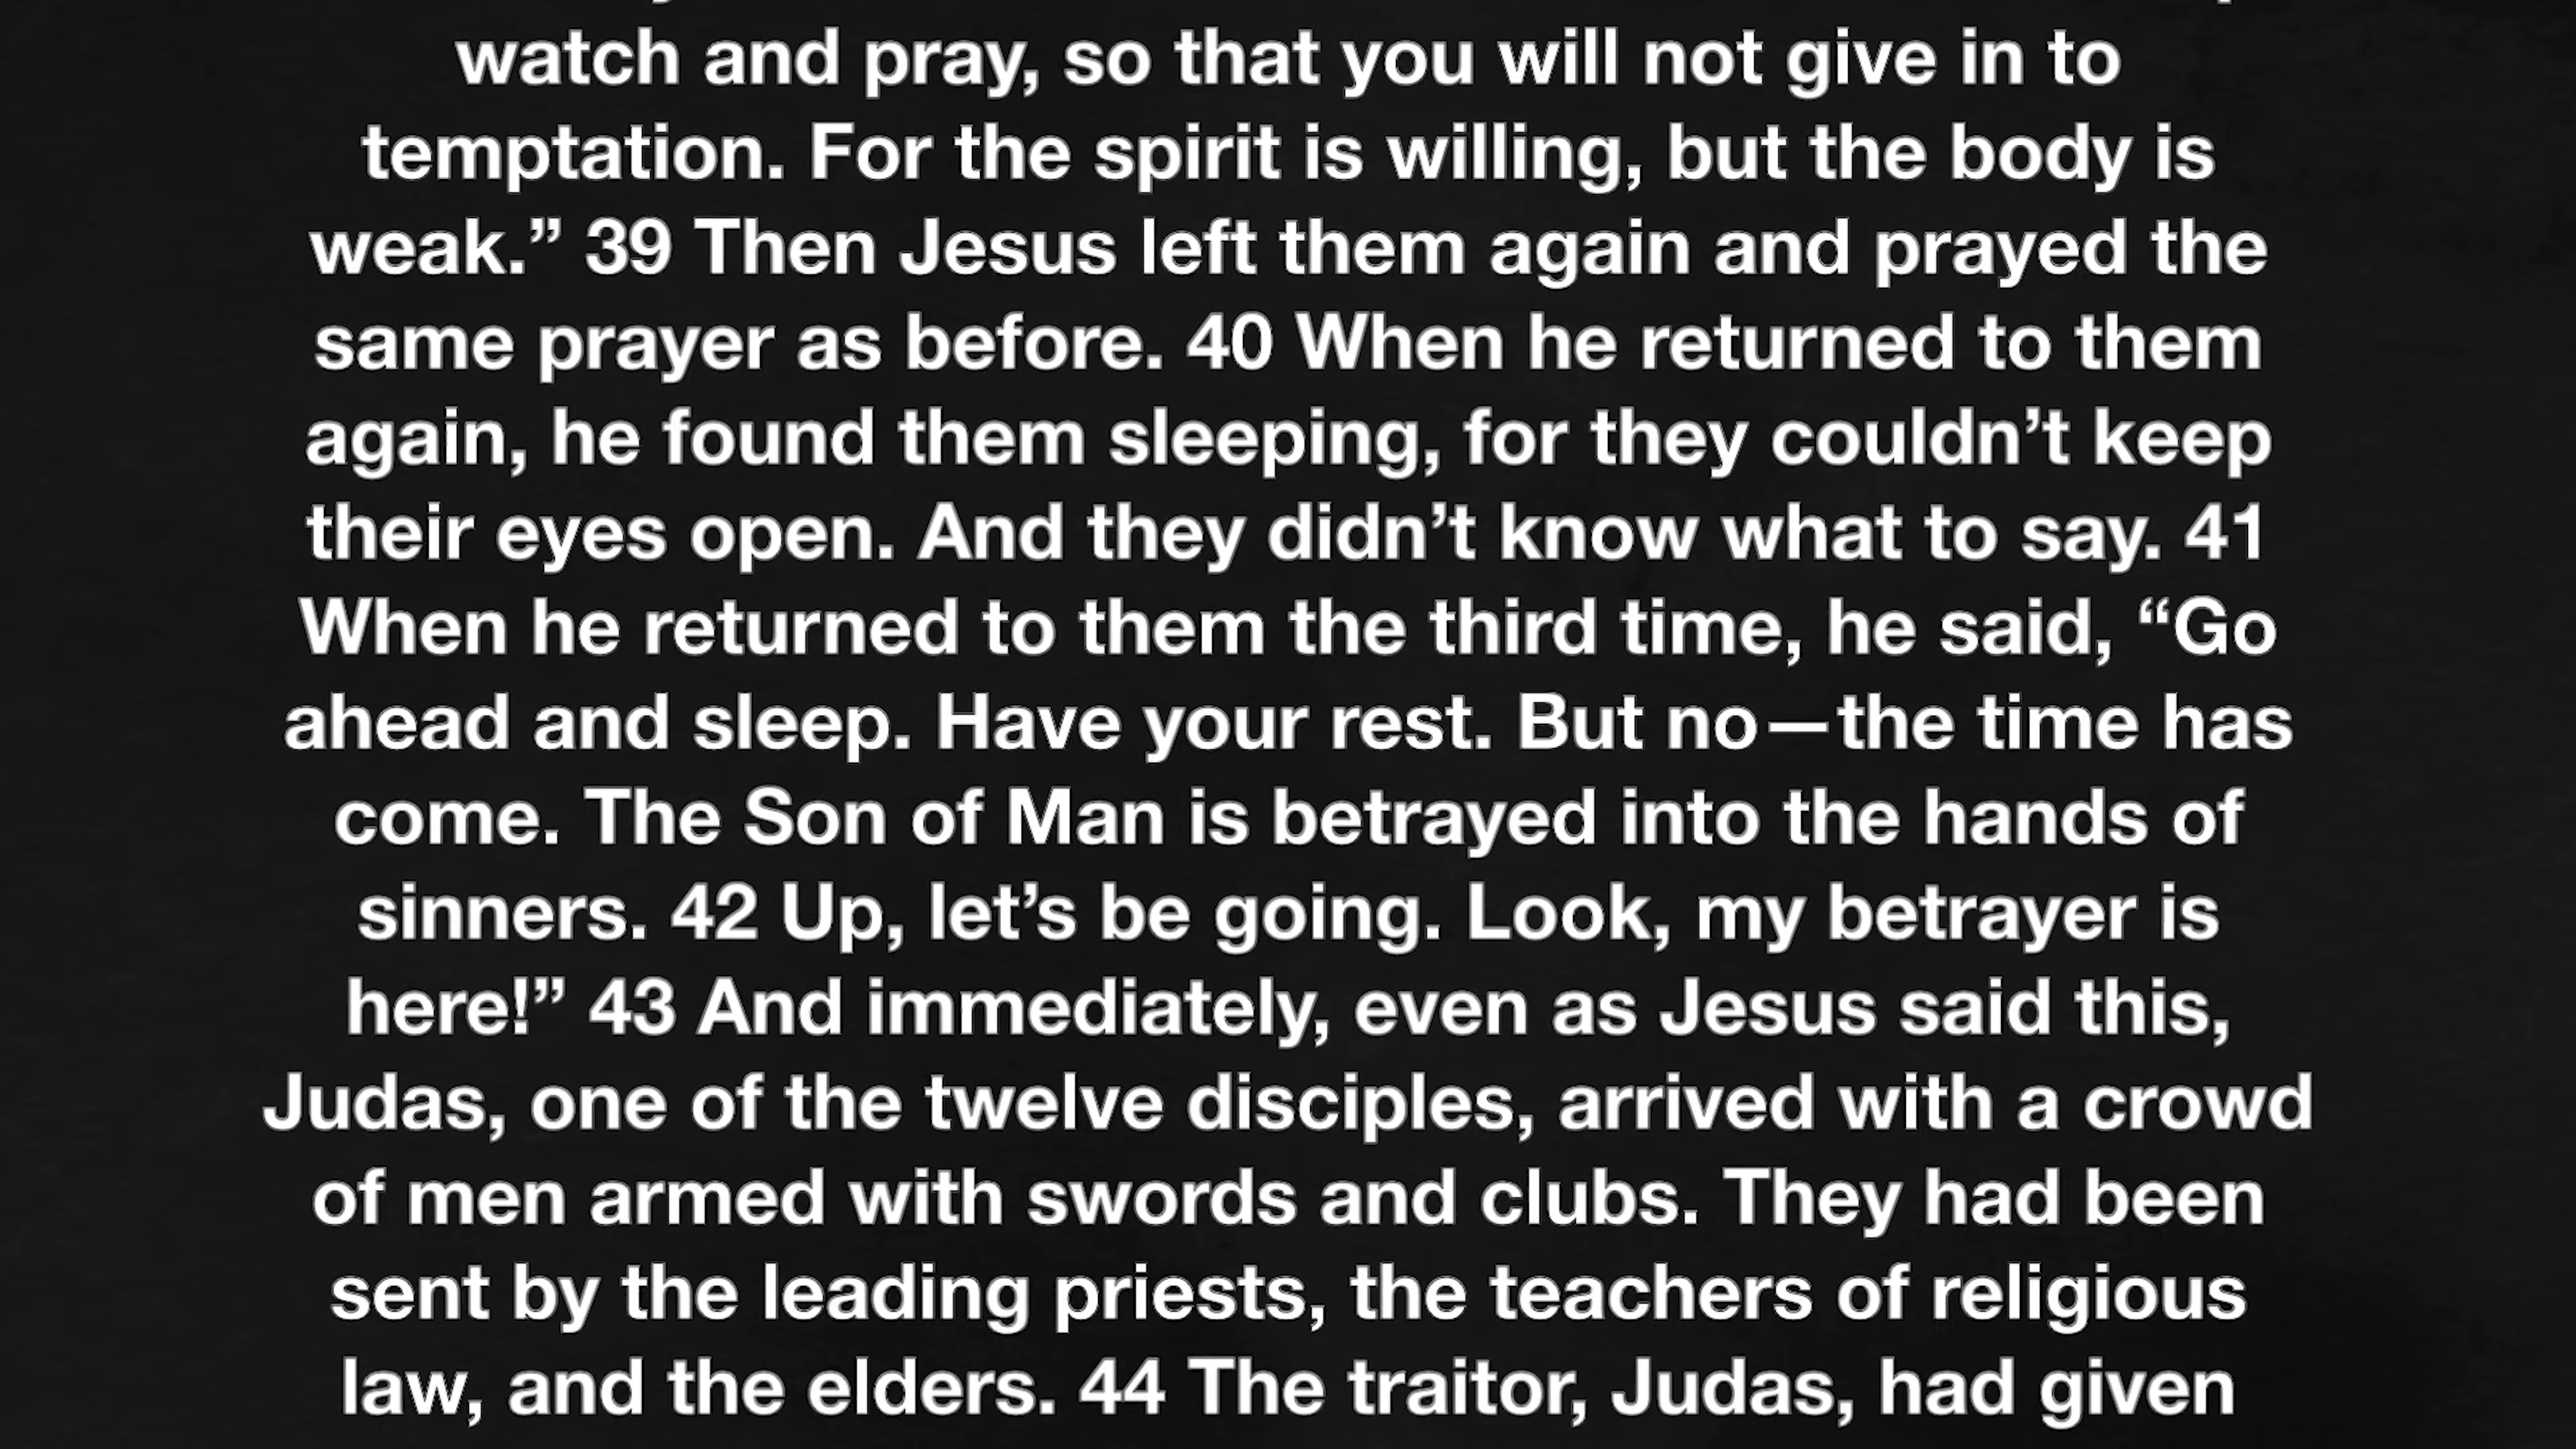 watch and pray, so that you will not give in to
temptation. For the spirit is willing, but the body is
weak.” 39 Then Jesus left them again and prayed the
same prayer as before. 40 When he returned to them
again, he found them sleeping, for they couldn’t keep
their eyes open. And they didn’t know what to say. 41
When he returned to them the third time, he said, “Go
ahead and sleep. Have your rest. But no—the time has
come. The Son of Man is betrayed into the hands of
sinners. 42 Up, let’s be going. Look, my betrayer is
here!” 43 And immediately, even as Jesus said this,
Judas, one of the twelve disciples, arrived with a crowd
of men armed with swords and clubs. They had been
sent by the leading priests, the teachers of religious
law, and the elders. 44 The traitor, Judas, had given